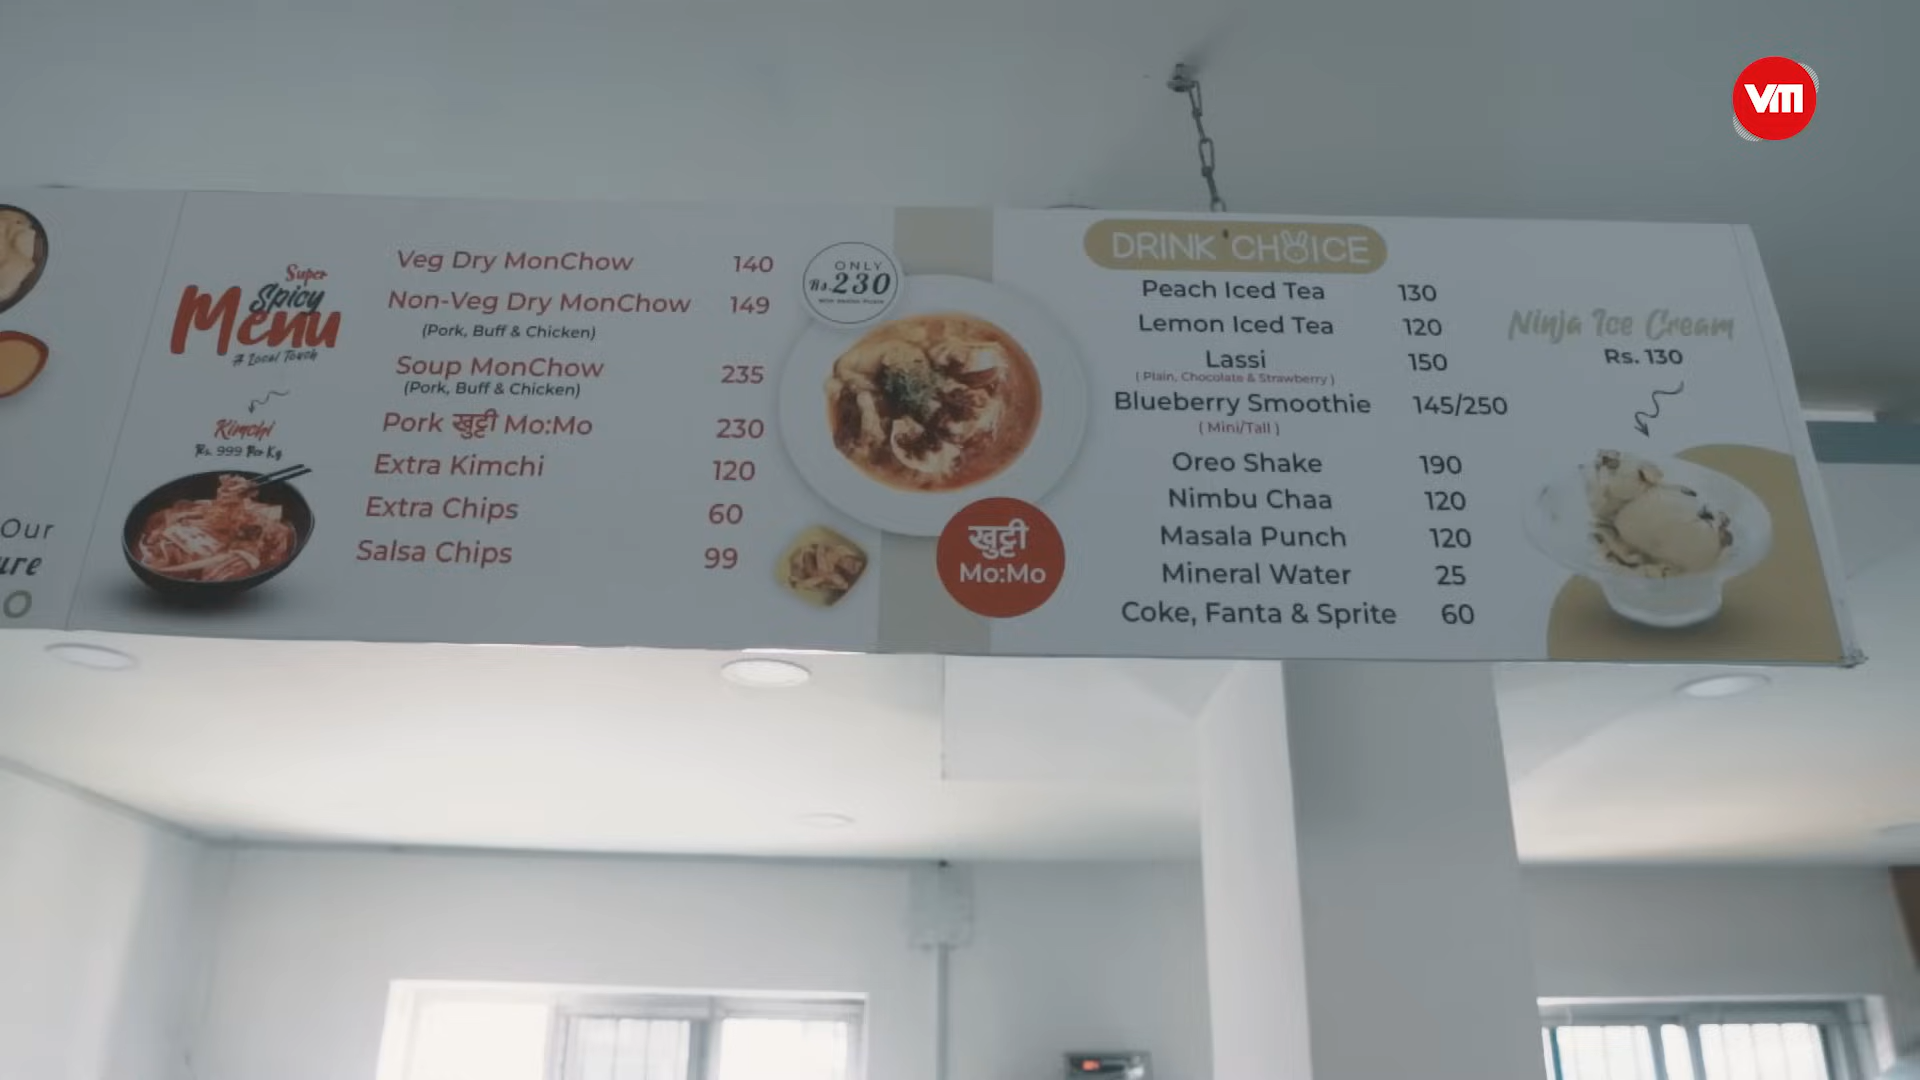 Our
ure
O
Super
Spicy
Menu
A Local Touch
Kimchi
Rs. 999 Per Kg
Veg Dry MonChow 140
Non-Veg Dry MonChow 149
(Pork, Buff & Chicken)
Soup MonChow 235
(Pork, Buff & Chicken)
Pork खुट्टी Mo:Mo 230
Extra Kimchi 120
Extra Chips 60
Salsa Chips 99
ONLY
Rs.230
खुट्टी
Mo:Mo
DRINK CHOICE
Peach Iced Tea 130
Lemon Iced Tea 120
Lassi 150
( Plain, Chocolate & Strawberry )
Blueberry Smoothie 145/250
( Mini/Tall )
Oreo Shake 190
Nimbu Chaa 120
Masala Punch 120
Mineral Water 25
Coke, Fanta & Sprite 60
Ninja Ice Cream
Rs. 130
VM